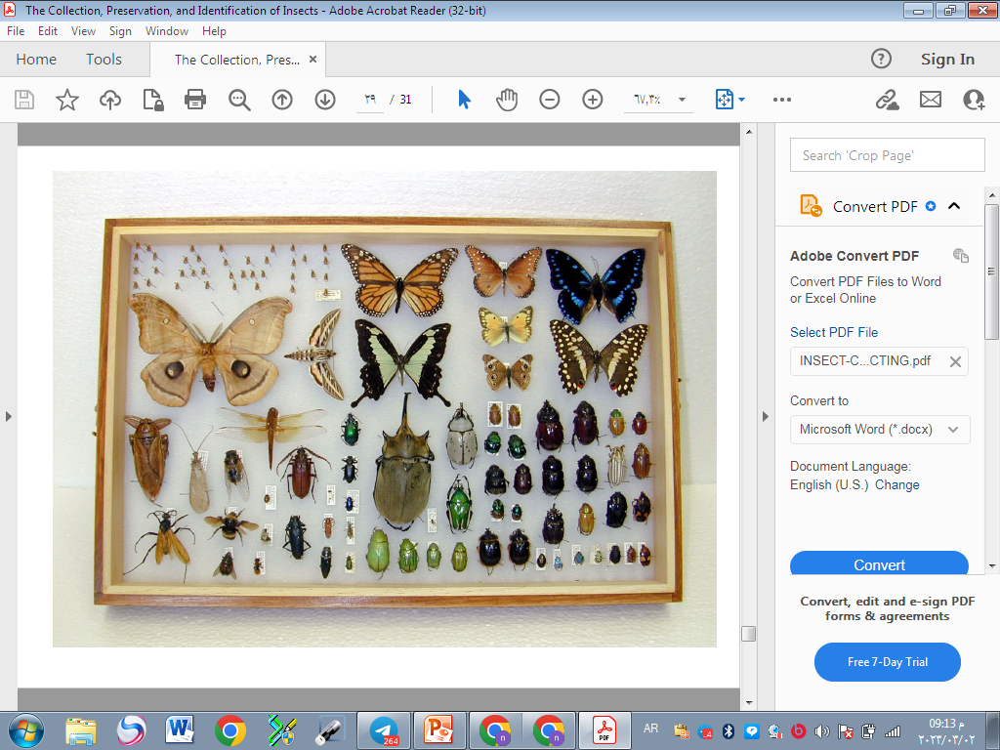 The Collection, Preservation, and Identification of Insects - Adobe Acrobat Reader (32-bit)
File Edit View Sign Window Help
Home Tools The Collection, Pres... × ? Sign In
٢٩ / 31 ٦٧,٣٪
Search 'Crop Page'
Convert PDF
Adobe Convert PDF
Convert PDF Files to Word
or Excel Online
Select PDF File
INSECT-C...CTING.pdf
Convert to
Microsoft Word (*.docx)
Document Language:
English (U.S.) Change
Convert
Convert, edit and e-sign PDF
forms & agreements
Free 7-Day Trial
264
n
n
PDF
AR
09:13 م
٢٠٢٣/٠٣/٠٢